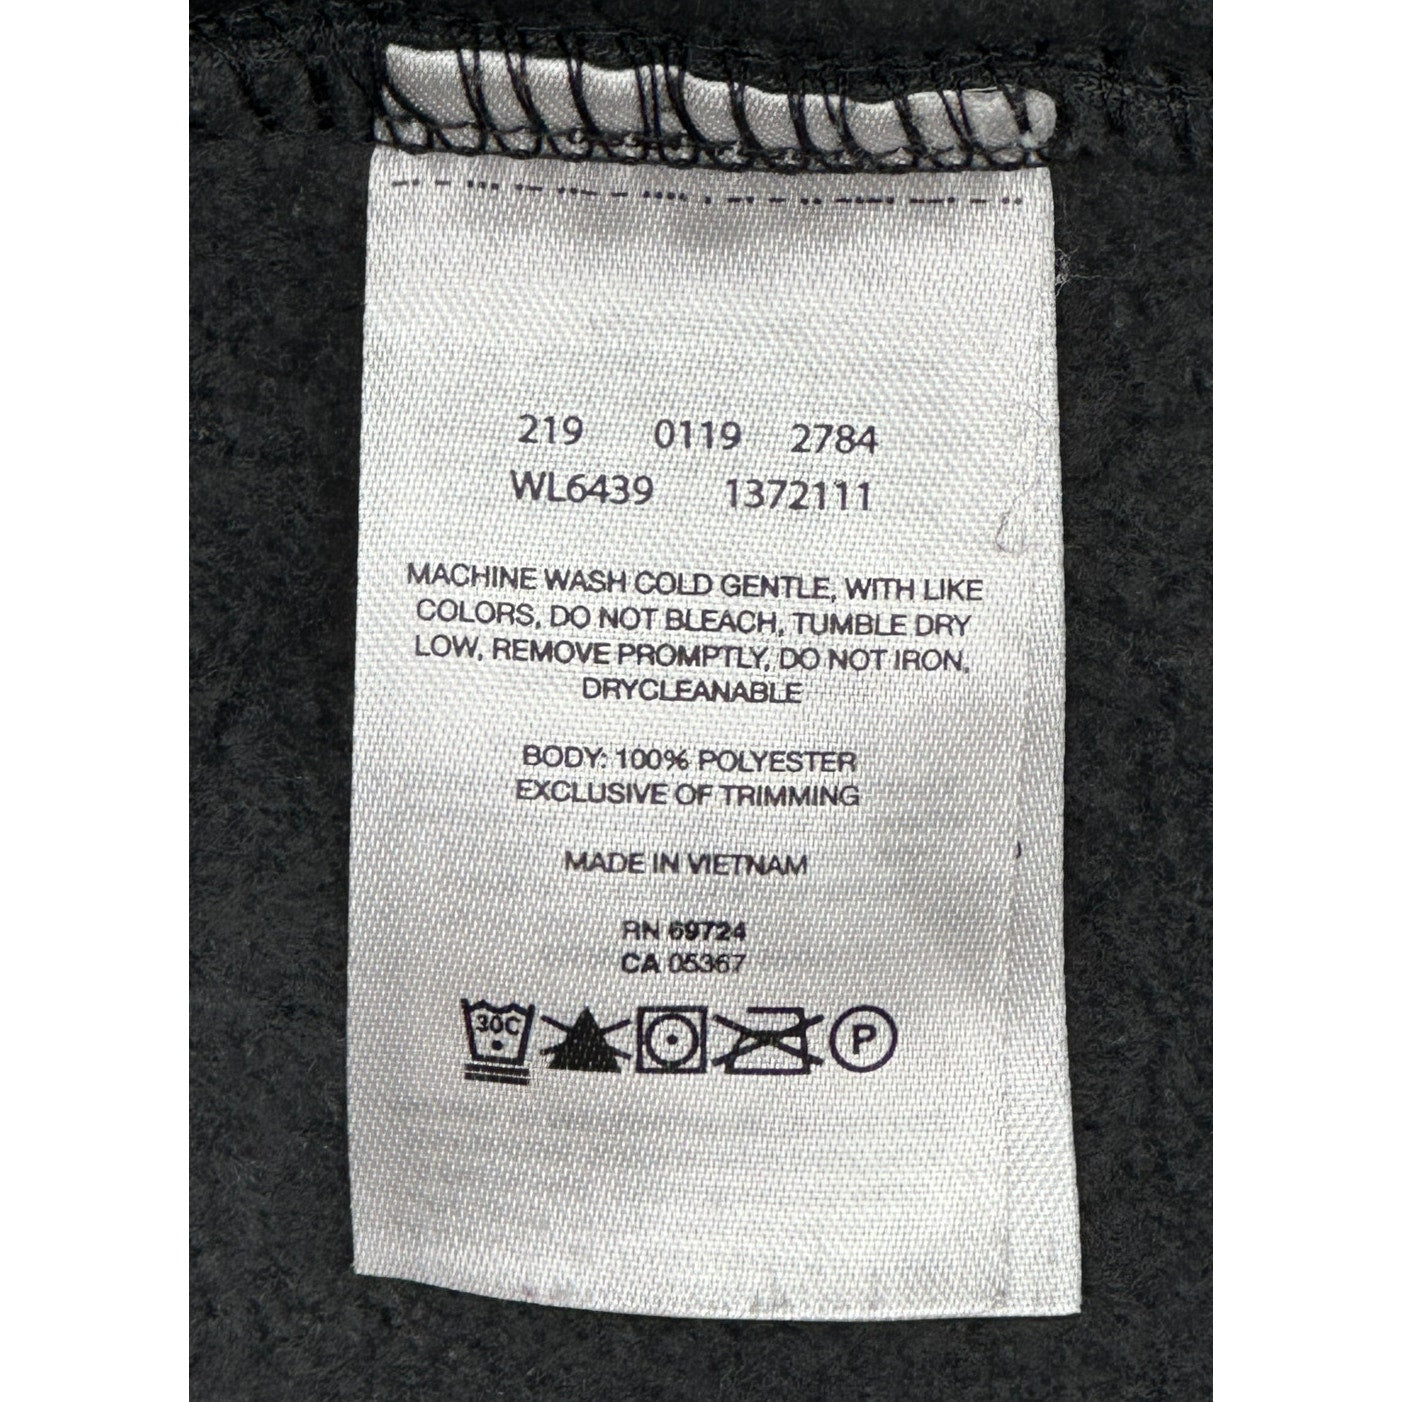 219 0119 2784
WL6439 1372111
MACHINE WASH COLD GENTLE, WITH LIKE
COLORS, DO NOT BLEACH, TUMBLE DRY
LOW, REMOVE PROMPTLY, DO NOT IRON,
DRYCLEANABLE
BODY: 100% POLYESTER
EXCLUSIVE OF TRIMMING
MADE IN VIETNAM
RN 69724
CA 05367
30C P